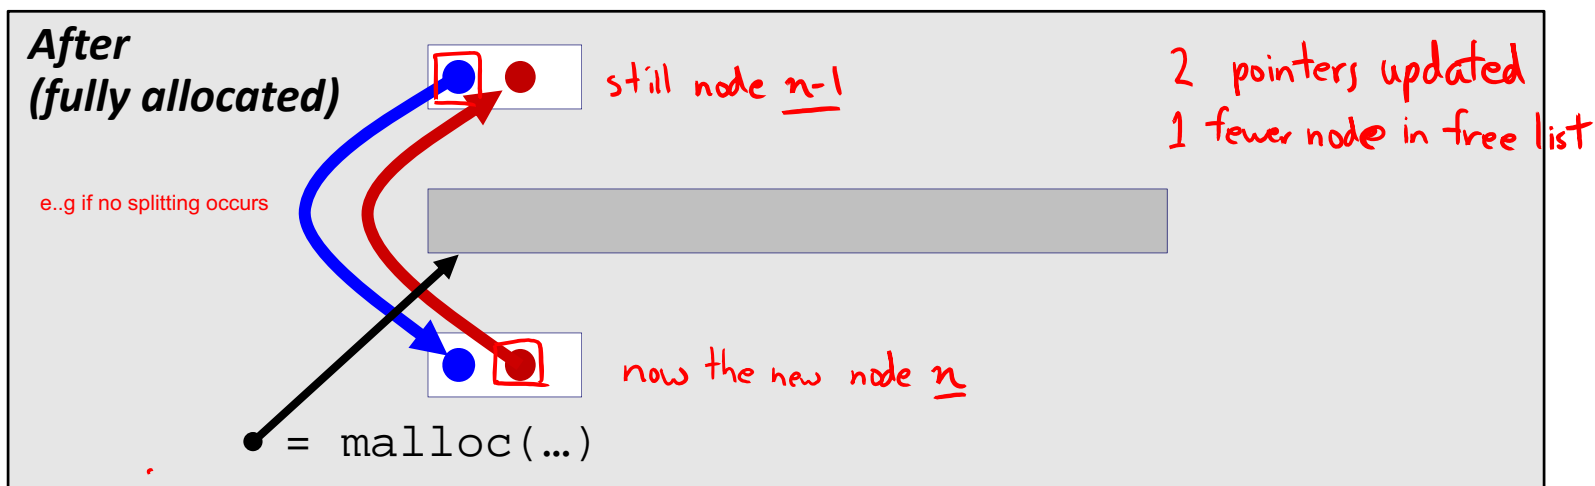 After
(fully allocated)
still node n-1
2 pointers updated
1 fewer node in free list
e..g if no splitting occurs
now the new node n
= malloc(…)